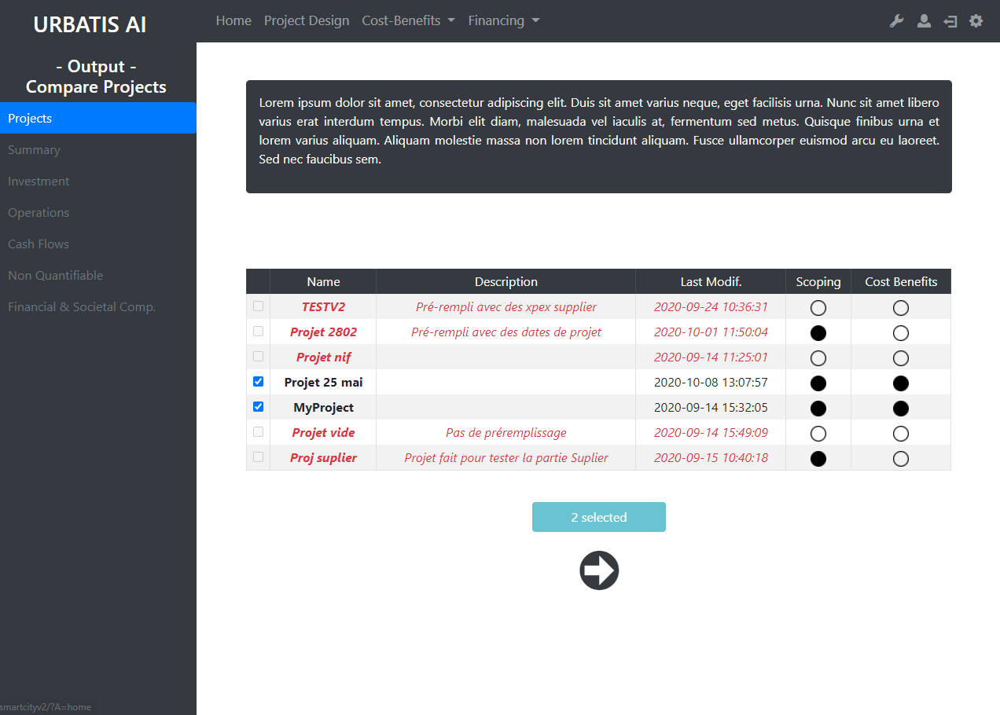 URBATIS AI
Home Project Design Cost-Benefits Financing
- Output -
Compare Projects
Projects
Summary
Investment
Operations
Cash Flows
Non Quantifiable
Financial & Societal Comp.
Lorem ipsum dolor sit amet, consectetur adipiscing elit. Duis sit amet varius neque, eget facilisis urna. Nunc sit amet libero
varius erat interdum tempus. Morbi elit diam, malesuada vel iaculis at, fermentum sed metus. Quisque finibus urna et
lorem varius aliquam. Aliquam molestie massa non lorem tincidunt aliquam. Fusce ullamcorper euismod arcu eu laoreet.
Sed nec faucibus sem.
Name Description Last Modif. Scoping Cost Benefits
TESTV2 Pré-rempli avec des xpex supplier 2020-09-24 10:36:31
Projet 2802 Pré-rempli avec des dates de projet 2020-10-01 11:50:04
Projet nif 2020-09-14 11:25:01
Projet 25 mai 2020-10-08 13:07:57
MyProject 2020-09-14 15:32:05
Projet vide Pas de préremplissage 2020-09-14 15:49:09
Proj suplier Projet fait pour tester la partie Suplier 2020-09-15 10:40:18
2 selected
smartcityv2/?A=home